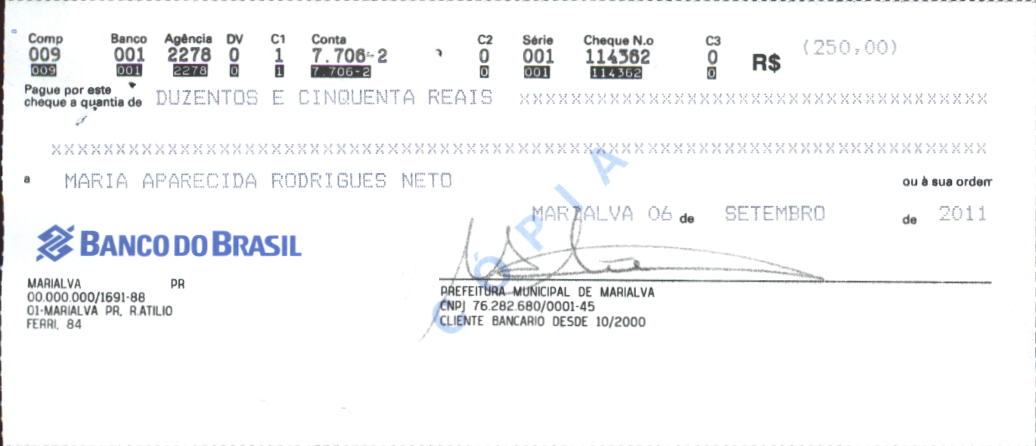 Comp Banco Agência DV C1 Conta C2 Série Cheque N.o C3
009 001 2278 0 1 7.706-2 0 001 114362 0 R$ (250,00)
009 001 2278 0 1 7.706-2 0 001 114362 0
Pague por este
cheque a quantia de DUZENTOS E CINQUENTA REAIS XXXXXXXXXXXXXXXXXXXXXXXXXXXXXXXXXXXX
XXXXXXXXXXXXXXXXXXXXXXXXXXXXXXXXXXXXXXXXXXXXXXXXXXXXXXXXXXXXXXXXXXXXXXXX
a MARIA APARECIDA RODRIGUES NETO ou à sua ordem
MARIALVA 06 de SETEMBRO de 2011
CÓPIA
BANCO DO BRASIL
MARIALVA PR
00.000.000/1691-88
01-MARIALVA PR, R.ATILIO
FERRI, 84
PREFEITURA MUNICIPAL DE MARIALVA
CNPJ 76.282.680/0001-45
CLIENTE BANCARIO DESDE 10/2000